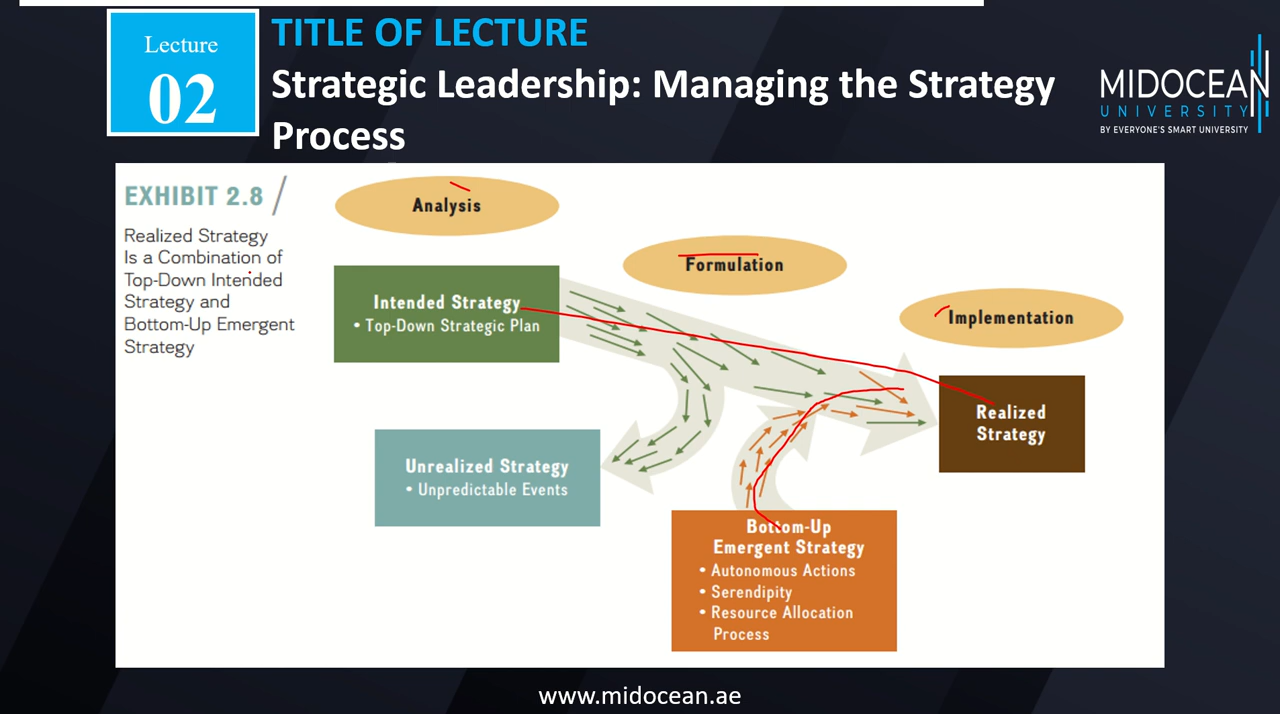 Lecture
02
TITLE OF LECTURE
Strategic Leadership: Managing the Strategy
Process
MIDOCEAN
UNIVERSITY
BY EVERYONE'S SMART UNIVERSITY
EXHIBIT 2.8 /
Realized Strategy
Is a Combination of
Top-Down Intended
Strategy and
Bottom-Up Emergent
Strategy
Analysis
Formulation
Implementation
Intended Strategy
• Top-Down Strategic Plan
Realized
Strategy
Unrealized Strategy
• Unpredictable Events
Bottom-Up
Emergent Strategy
• Autonomous Actions
• Serendipity
• Resource Allocation
Process
www.midocean.ae